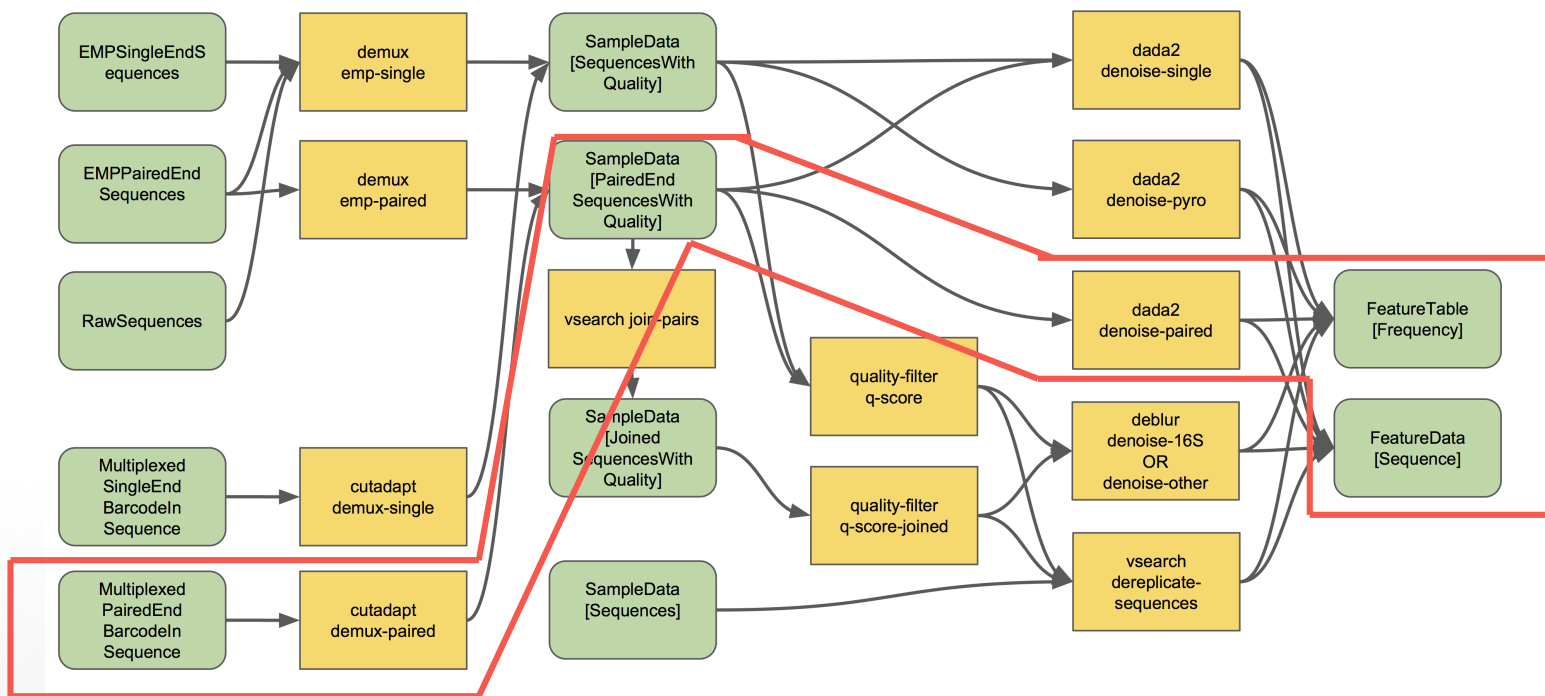 EMPSingleEndS
equences
demux
emp-single
SampleData
[SequencesWith
Quality]
dada2
denoise-single
EMPPairedEnd
Sequences
demux
emp-paired
SampleData
[PairedEnd
SequencesWith
Quality]
dada2
denoise-pyro
RawSequences
vsearch join-pairs
dada2
denoise-paired
FeatureTable
[Frequency]
quality-filter
q-score
SampleData
[Joined
SequencesWith
Quality]
deblur
denoise-16S
OR
denoise-other
FeatureData
[Sequence]
Multiplexed
SingleEnd
BarcodeIn
Sequence
cutadapt
demux-single
quality-filter
q-score-joined
Multiplexed
PairedEnd
BarcodeIn
Sequence
cutadapt
demux-paired
SampleData
[Sequences]
vsearch
dereplicate-
sequences